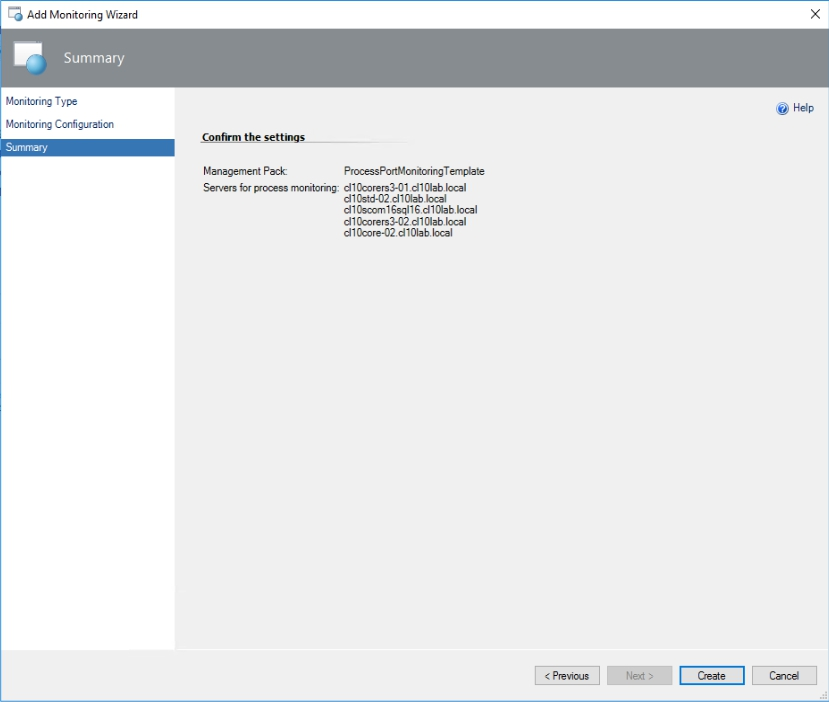 Add Monitoring Wizard
Summary
Monitoring Type
Monitoring Configuration
Summary
Help
Confirm the settings
Management Pack: ProcessPortMonitoringTemplate
Servers for process monitoring: cl10corers3-01.cl10lab.local
cl10std-02.cl10lab.local
cl10scom16sql16.cl10lab.local
cl10corers3-02.cl10lab.local
cl10core-02.cl10lab.local
< Previous Next > Create Cancel